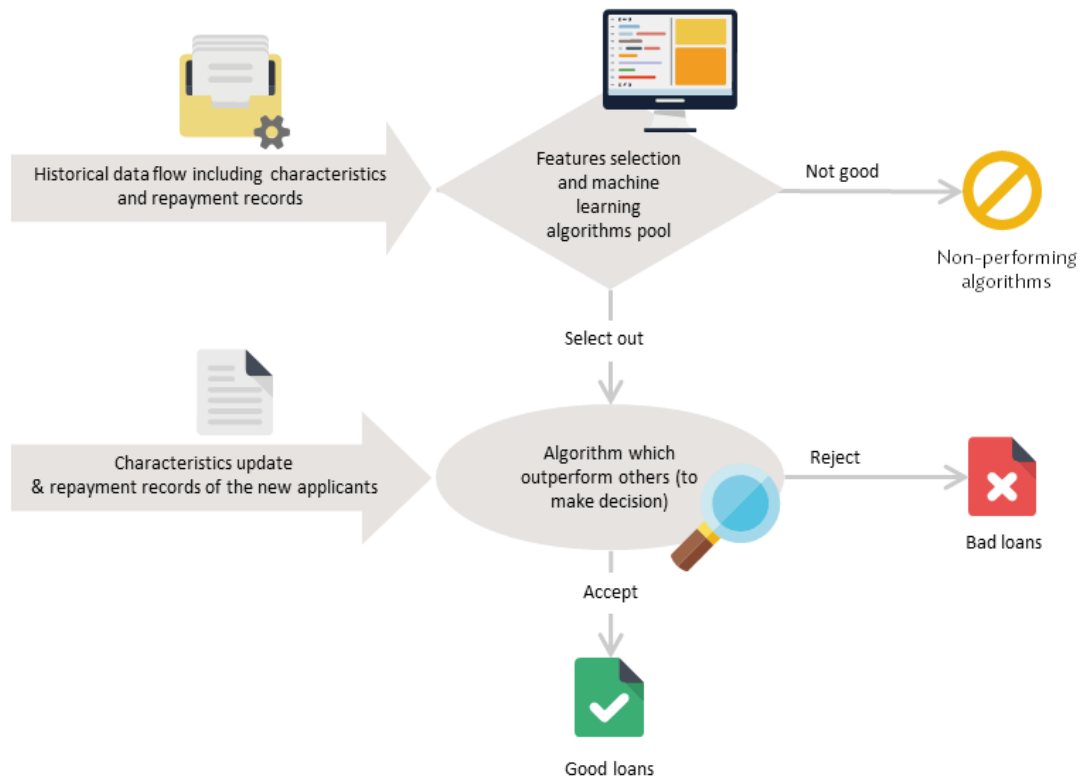 Historical data flow including characteristics
and repayment records
Features selection
and machine
learning
algorithms pool
Not good
Non-performing
algorithms
Select out
Characteristics update
& repayment records of the new applicants
Algorithm which
outperform others (to
make decision)
Reject
Bad loans
Accept
Good loans